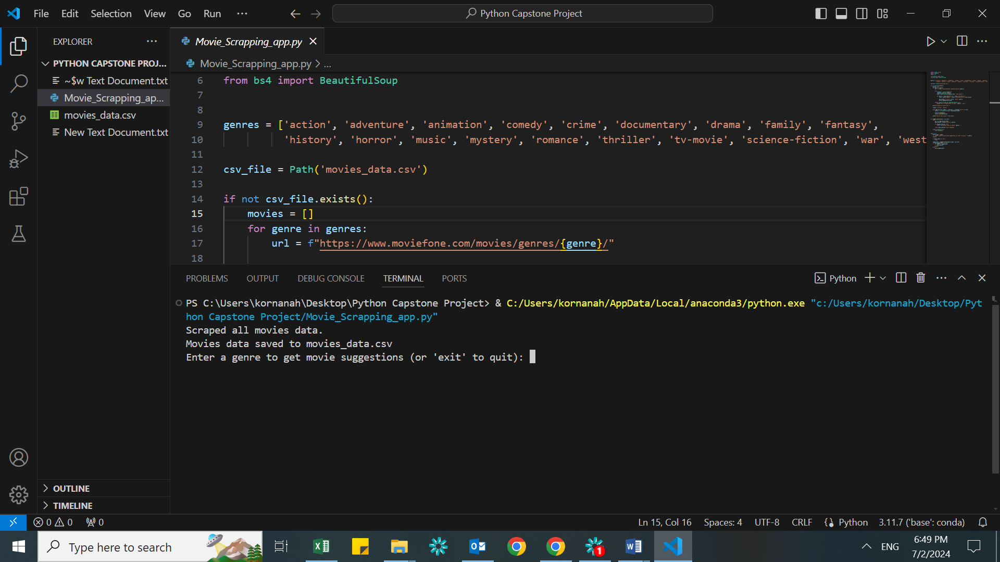 File Edit Selection View Go Run ···
Python Capstone Project
EXPLORER ···
PYTHON CAPSTONE PROJ...
~$w Text Document.txt
Movie_Scrapping_ap...
movies_data.csv
New Text Document.txt
OUTLINE
TIMELINE
Movie_Scrapping_app.py
Movie_Scrapping_app.py > ...
6 from bs4 import BeautifulSoup
7
8
9 genres = ['action', 'adventure', 'animation', 'comedy', 'crime', 'documentary', 'drama', 'family', 'fantasy',
10 'history', 'horror', 'music', 'mystery', 'romance', 'thriller', 'tv-movie', 'science-fiction', 'war', 'west
11
12 csv_file = Path('movies_data.csv')
13
14 if not csv_file.exists():
15 movies = []
16 for genre in genres:
17 url = f"https://www.moviefone.com/movies/genres/{genre}/"
18
PROBLEMS OUTPUT DEBUG CONSOLE TERMINAL PORTS
Python
PS C:\Users\kornanah\Desktop\Python Capstone Project> & C:/Users/kornanah/AppData/Local/anaconda3/python.exe "c:/Users/kornanah/Desktop/Pyt
hon Capstone Project/Movie_Scrapping_app.py"
Scraped all movies data.
Movies data saved to movies_data.csv
Enter a genre to get movie suggestions (or 'exit' to quit):
0 0 0
Ln 15, Col 16 Spaces: 4 UTF-8 CRLF Python 3.11.7 ('base': conda)
Type here to search
1
ENG
6:49 PM
7/2/2024